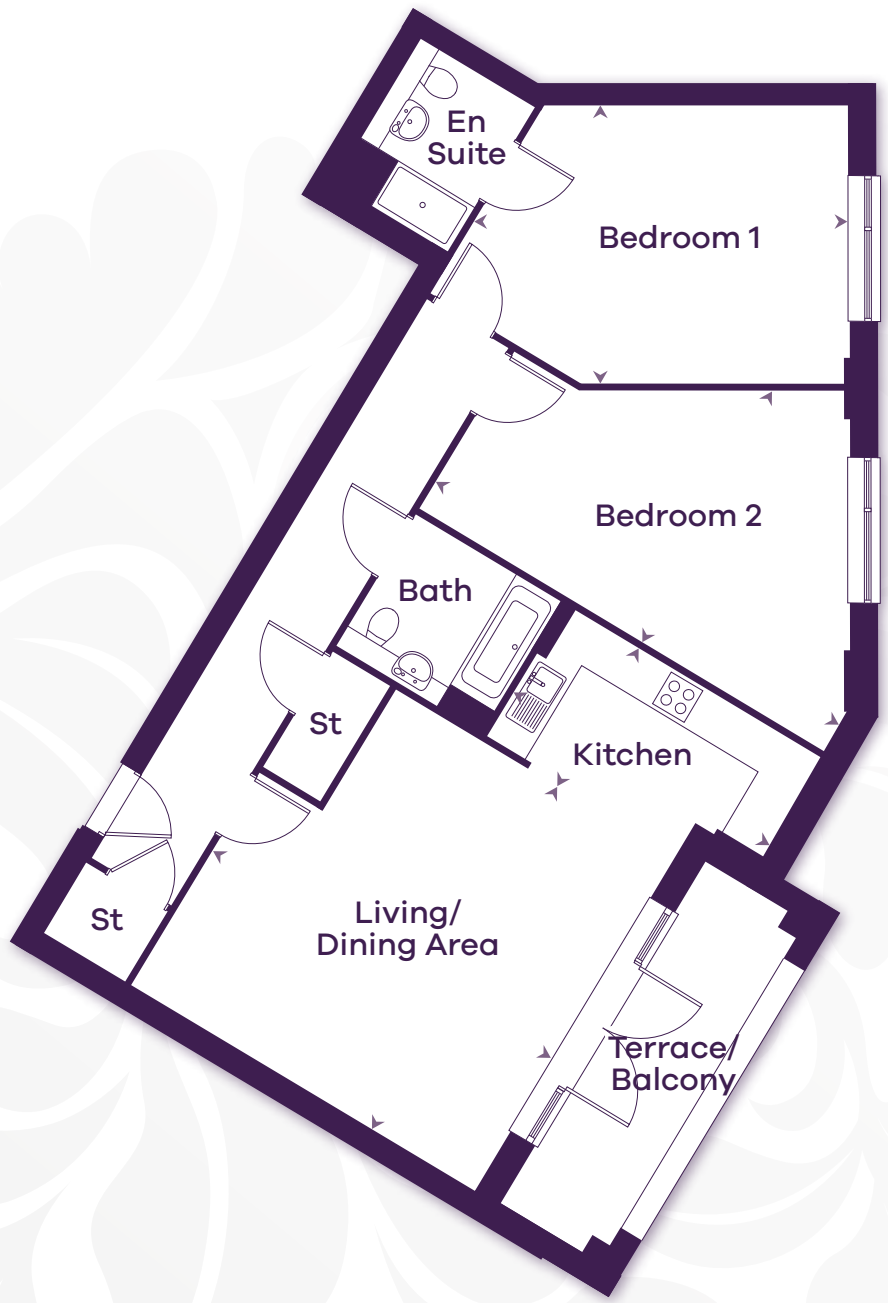 En
Suite
Bedroom 1
Bedroom 2
Bath
St
Kitchen
St
Living/
Dining Area
Terrace/
Balcony